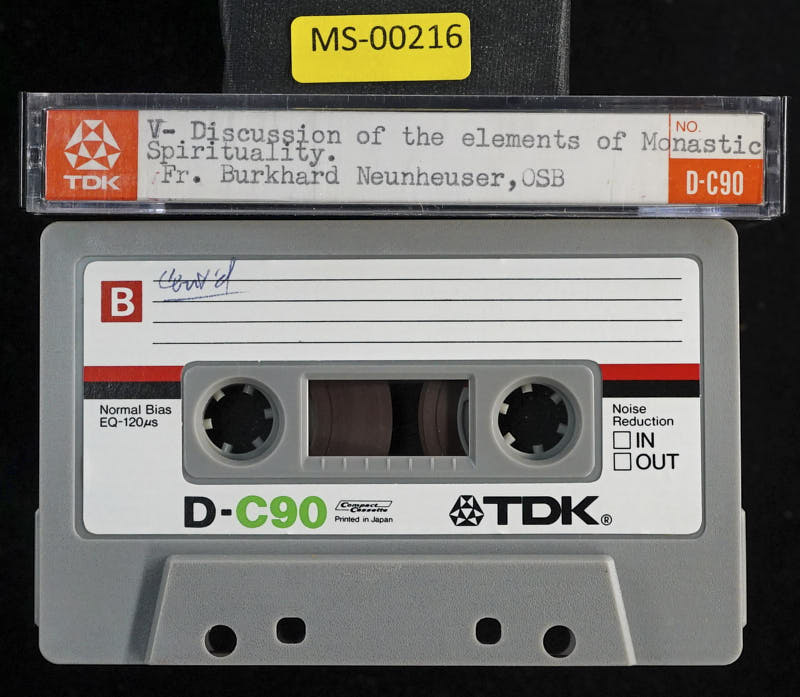 MS-00216
V- Discussion of the elements of Monastic
Spirituality.
Fr. Burkhard Neunheuser, OSB
TDK
NO.
D-C90
B
Cont'd
Normal Bias
EQ-120µs
Noise
Reduction
IN
OUT
D-C90
Compact
Cassette
Printed in Japan
TDK®